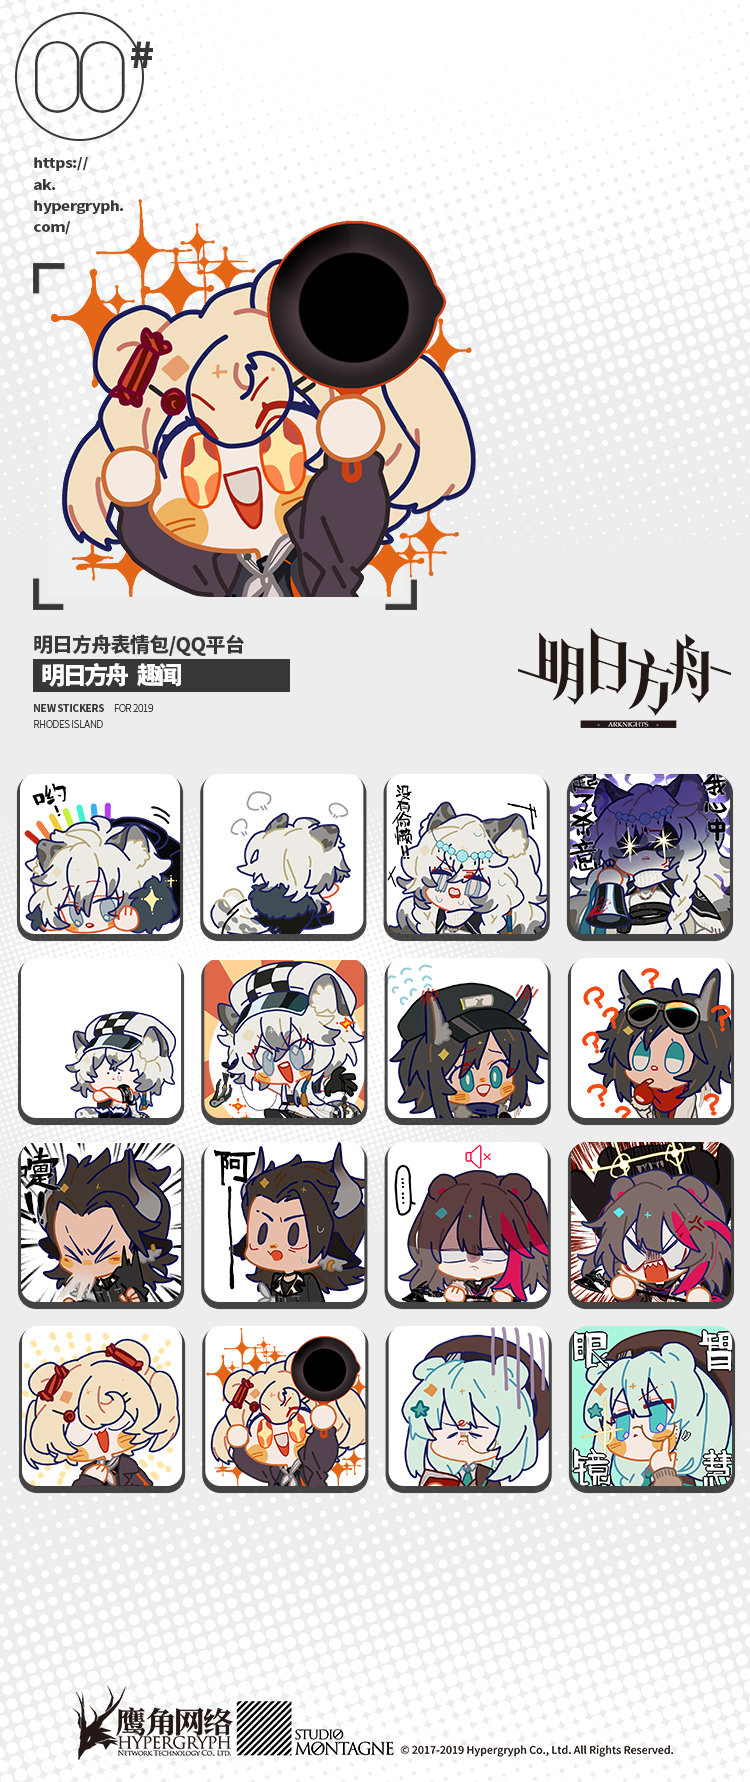 00#
https://
ak.
hypergryph.
com/
明日方舟表情包/QQ平台
明日方舟 趣闻
NEW STICKERS FOR 2019
RHODES ISLAND
明日方舟
- ARKNIGHTS -
哟
没有偷懒!!
我心中
嚏!!
阿
......
眼镜
智慧
鹰角网络
HYPERGRYPH
NETWORK TECHNOLOGY CO., LTD.
STUDIO
MØNTAGNE
© 2017-2019 Hypergryph Co., Ltd. All Rights Reserved.